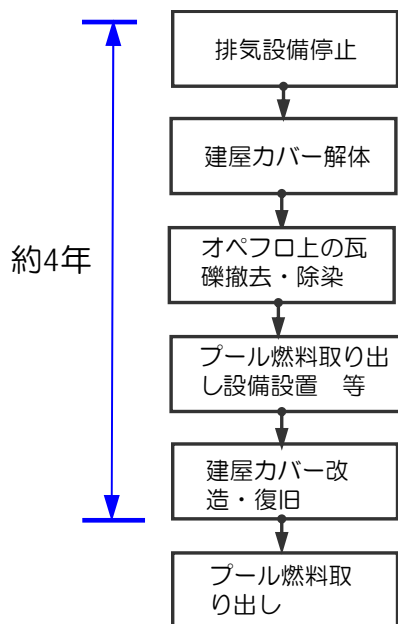 排気設備停止
建屋カバー解体
約4年
オペフロ上の瓦
礫撤去・除染
プール燃料取り出
し設備設置　等
建屋カバー改
造・復旧
プール燃料取
り出し